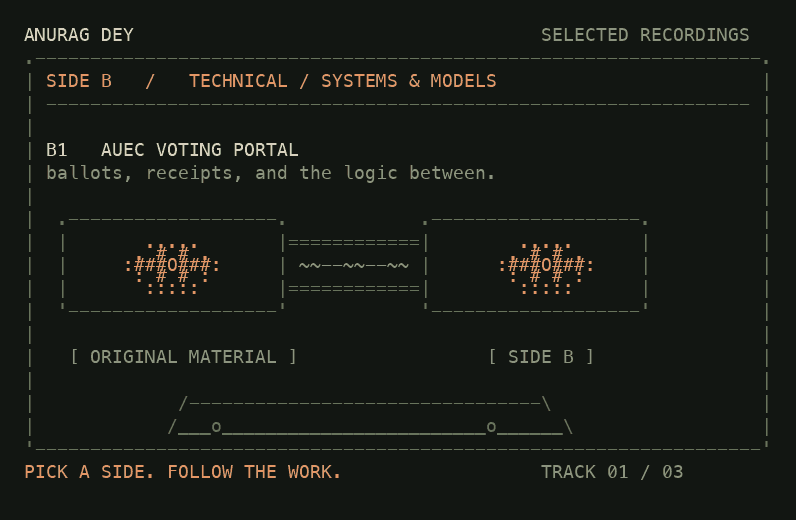 ANURAG DEY SELECTED RECORDINGS
SIDE B / TECHNICAL / SYSTEMS & MODELS
B1 AUEC VOTING PORTAL
ballots, receipts, and the logic between.
[ ORIGINAL MATERIAL ] [ SIDE B ]
PICK A SIDE. FOLLOW THE WORK. TRACK 01 / 03